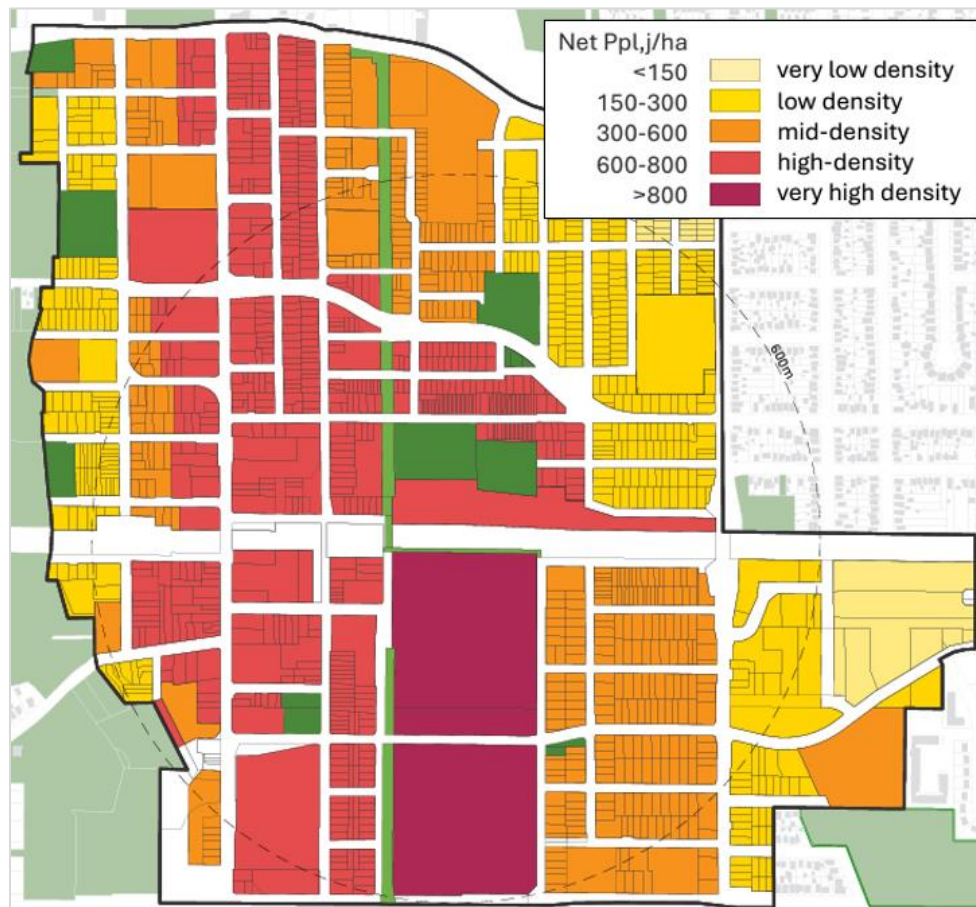 Net Ppl,j/ha
<150 very low density
150-300 low density
300-600 mid-density
600-800 high-density
>800 very high density
600m